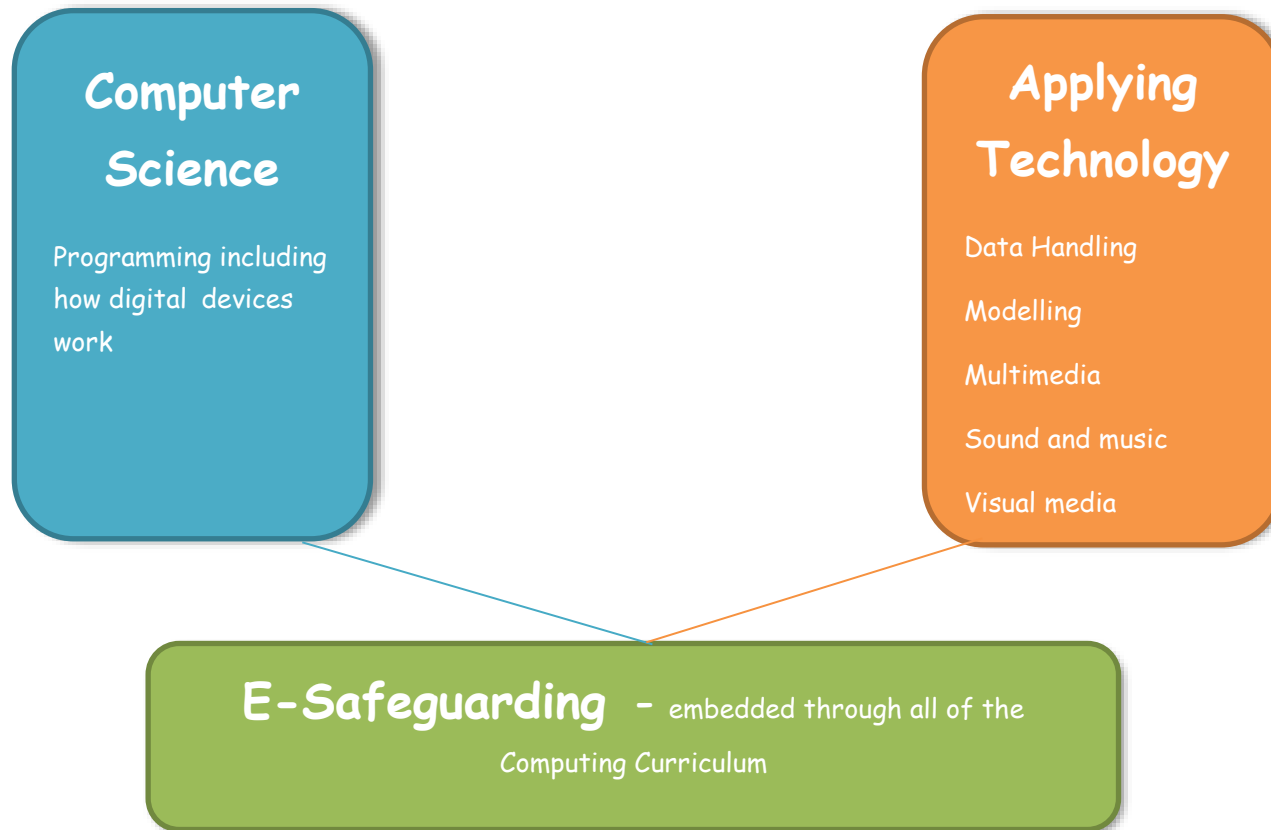 Computer
Science
Programming including
how digital devices
work
Applying
Technology
Data Handling
Modelling
Multimedia
Sound and music
Visual media
E-Safeguarding - embedded through all of the
Computing Curriculum